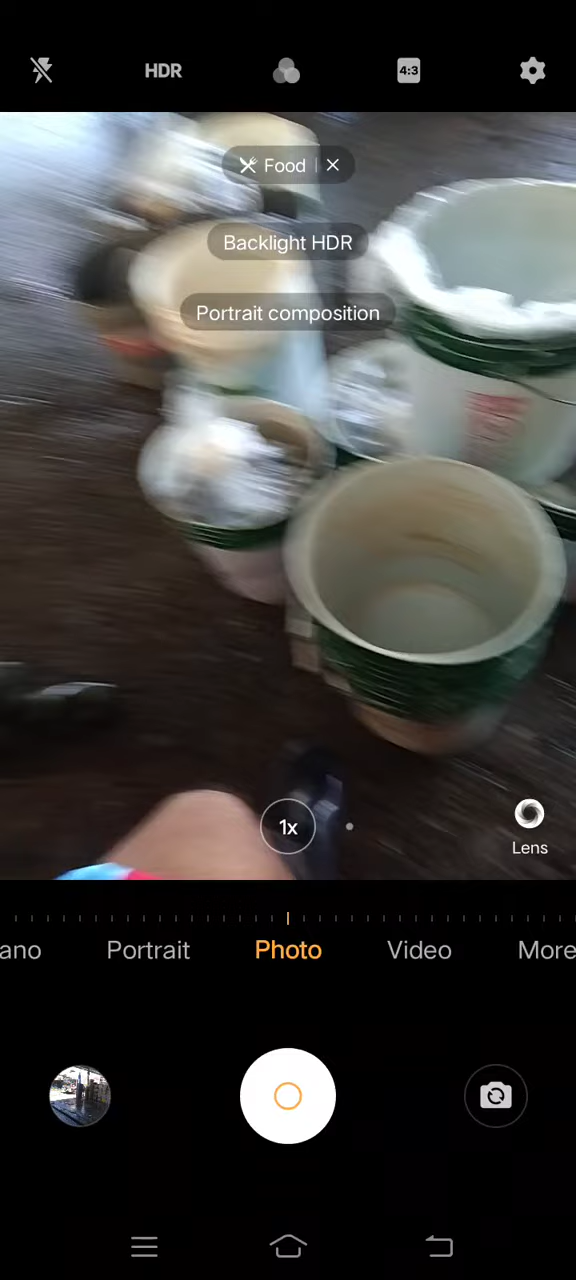 HDR
4:3
Food
Backlight HDR
Portrait composition
1x
Lens
ano Portrait Photo Video More